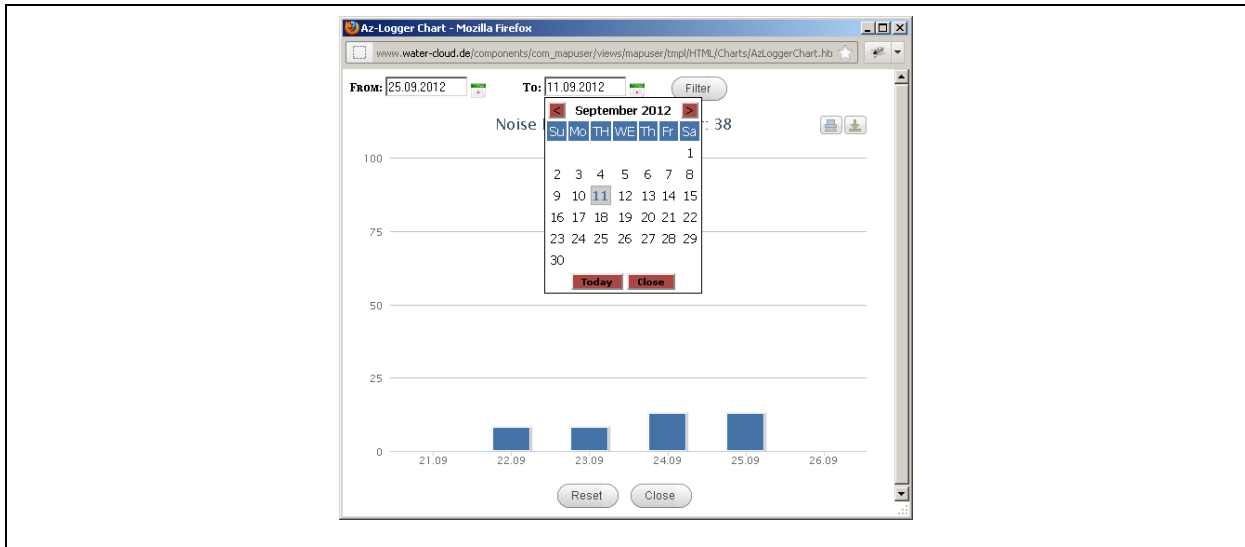 Az-Logger Chart - Mozilla Firefox
www.water-cloud.de/components/com_mapuser/views/mapuser/tmpl/HTML/Charts/AzLoggerChart.ht
From: 25.09.2012 To: 11.09.2012 Filter
< September 2012 >
Noise : 38
Su Mo TH WE Th Fr Sa
1
2 3 4 5 6 7 8
9 10 11 12 13 14 15
16 17 18 19 20 21 22
23 24 25 26 27 28 29
30
Today Close
100
75
50
25
0
21.09 22.09 23.09 24.09 25.09 26.09
Reset Close